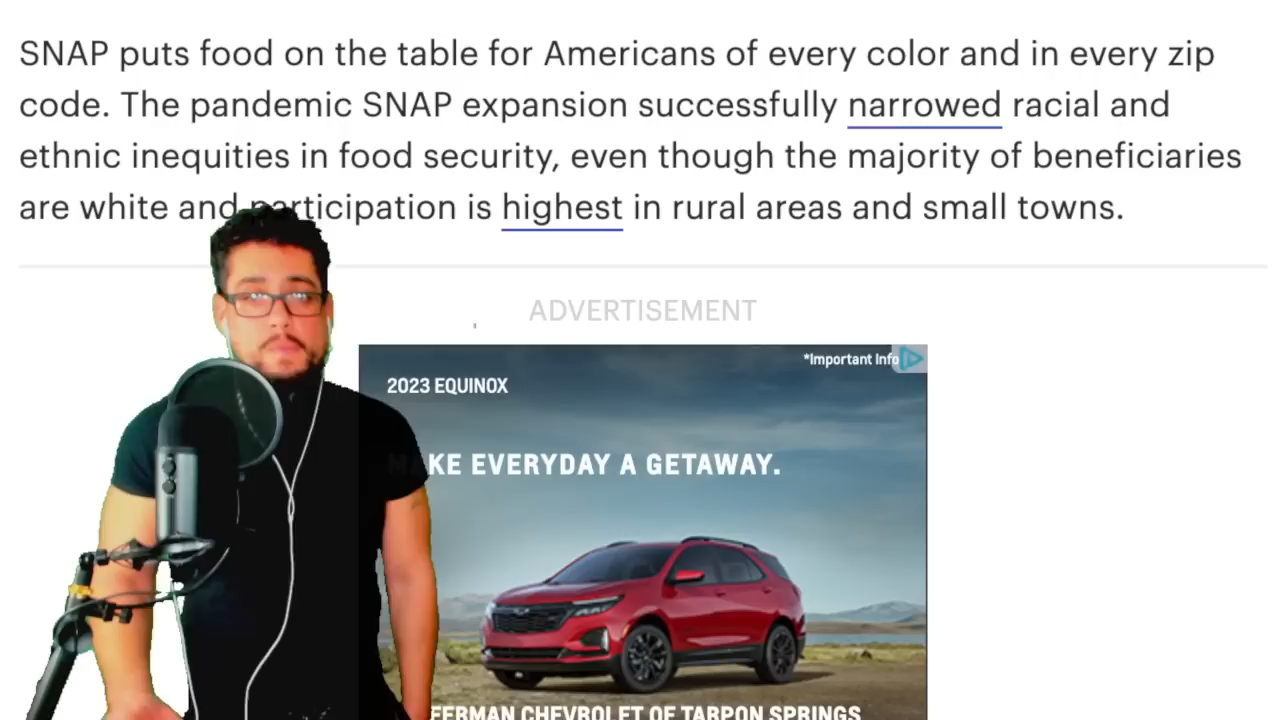 SNAP puts food on the table for Americans of every color and in every zip
code. The pandemic SNAP expansion successfully narrowed racial and
ethnic inequities in food security, even though the majority of beneficiaries
are white and participation is highest in rural areas and small towns.
ADVERTISEMENT
*Important Info
2023 EQUINOX
MAKE EVERYDAY A GETAWAY.
FERMAN CHEVROLET OF TARPON SPRINGS